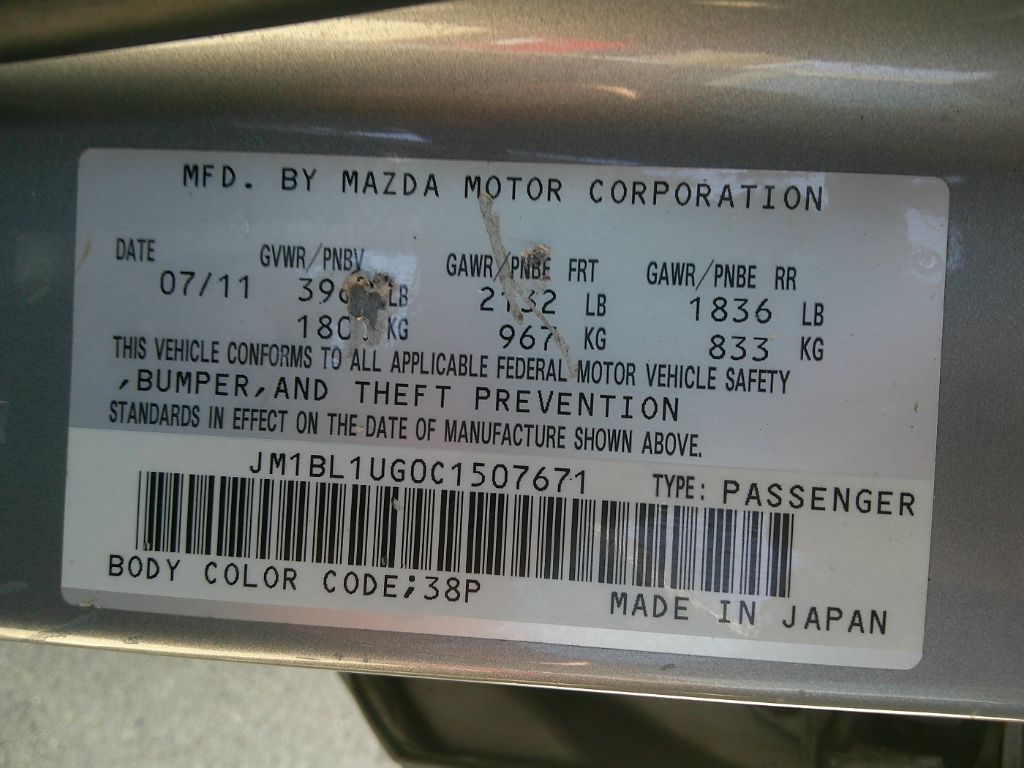 MFD. BY MAZDA MOTOR CORPORATION
DATE GVWR/PNBV GAWR/PNBE FRT GAWR/PNBE RR
07/11 LB 2132 LB 1836 LB
KG 967 KG 833 KG
THIS VEHICLE CONFORMS TO ALL APPLICABLE FEDERAL MOTOR VEHICLE SAFETY
,BUMPER,AND THEFT PREVENTION
STANDARDS IN EFFECT ON THE DATE OF MANUFACTURE SHOWN ABOVE.
JM1BL1UG0C1507671 TYPE: PASSENGER
BODY COLOR CODE;38P
MADE IN JAPAN